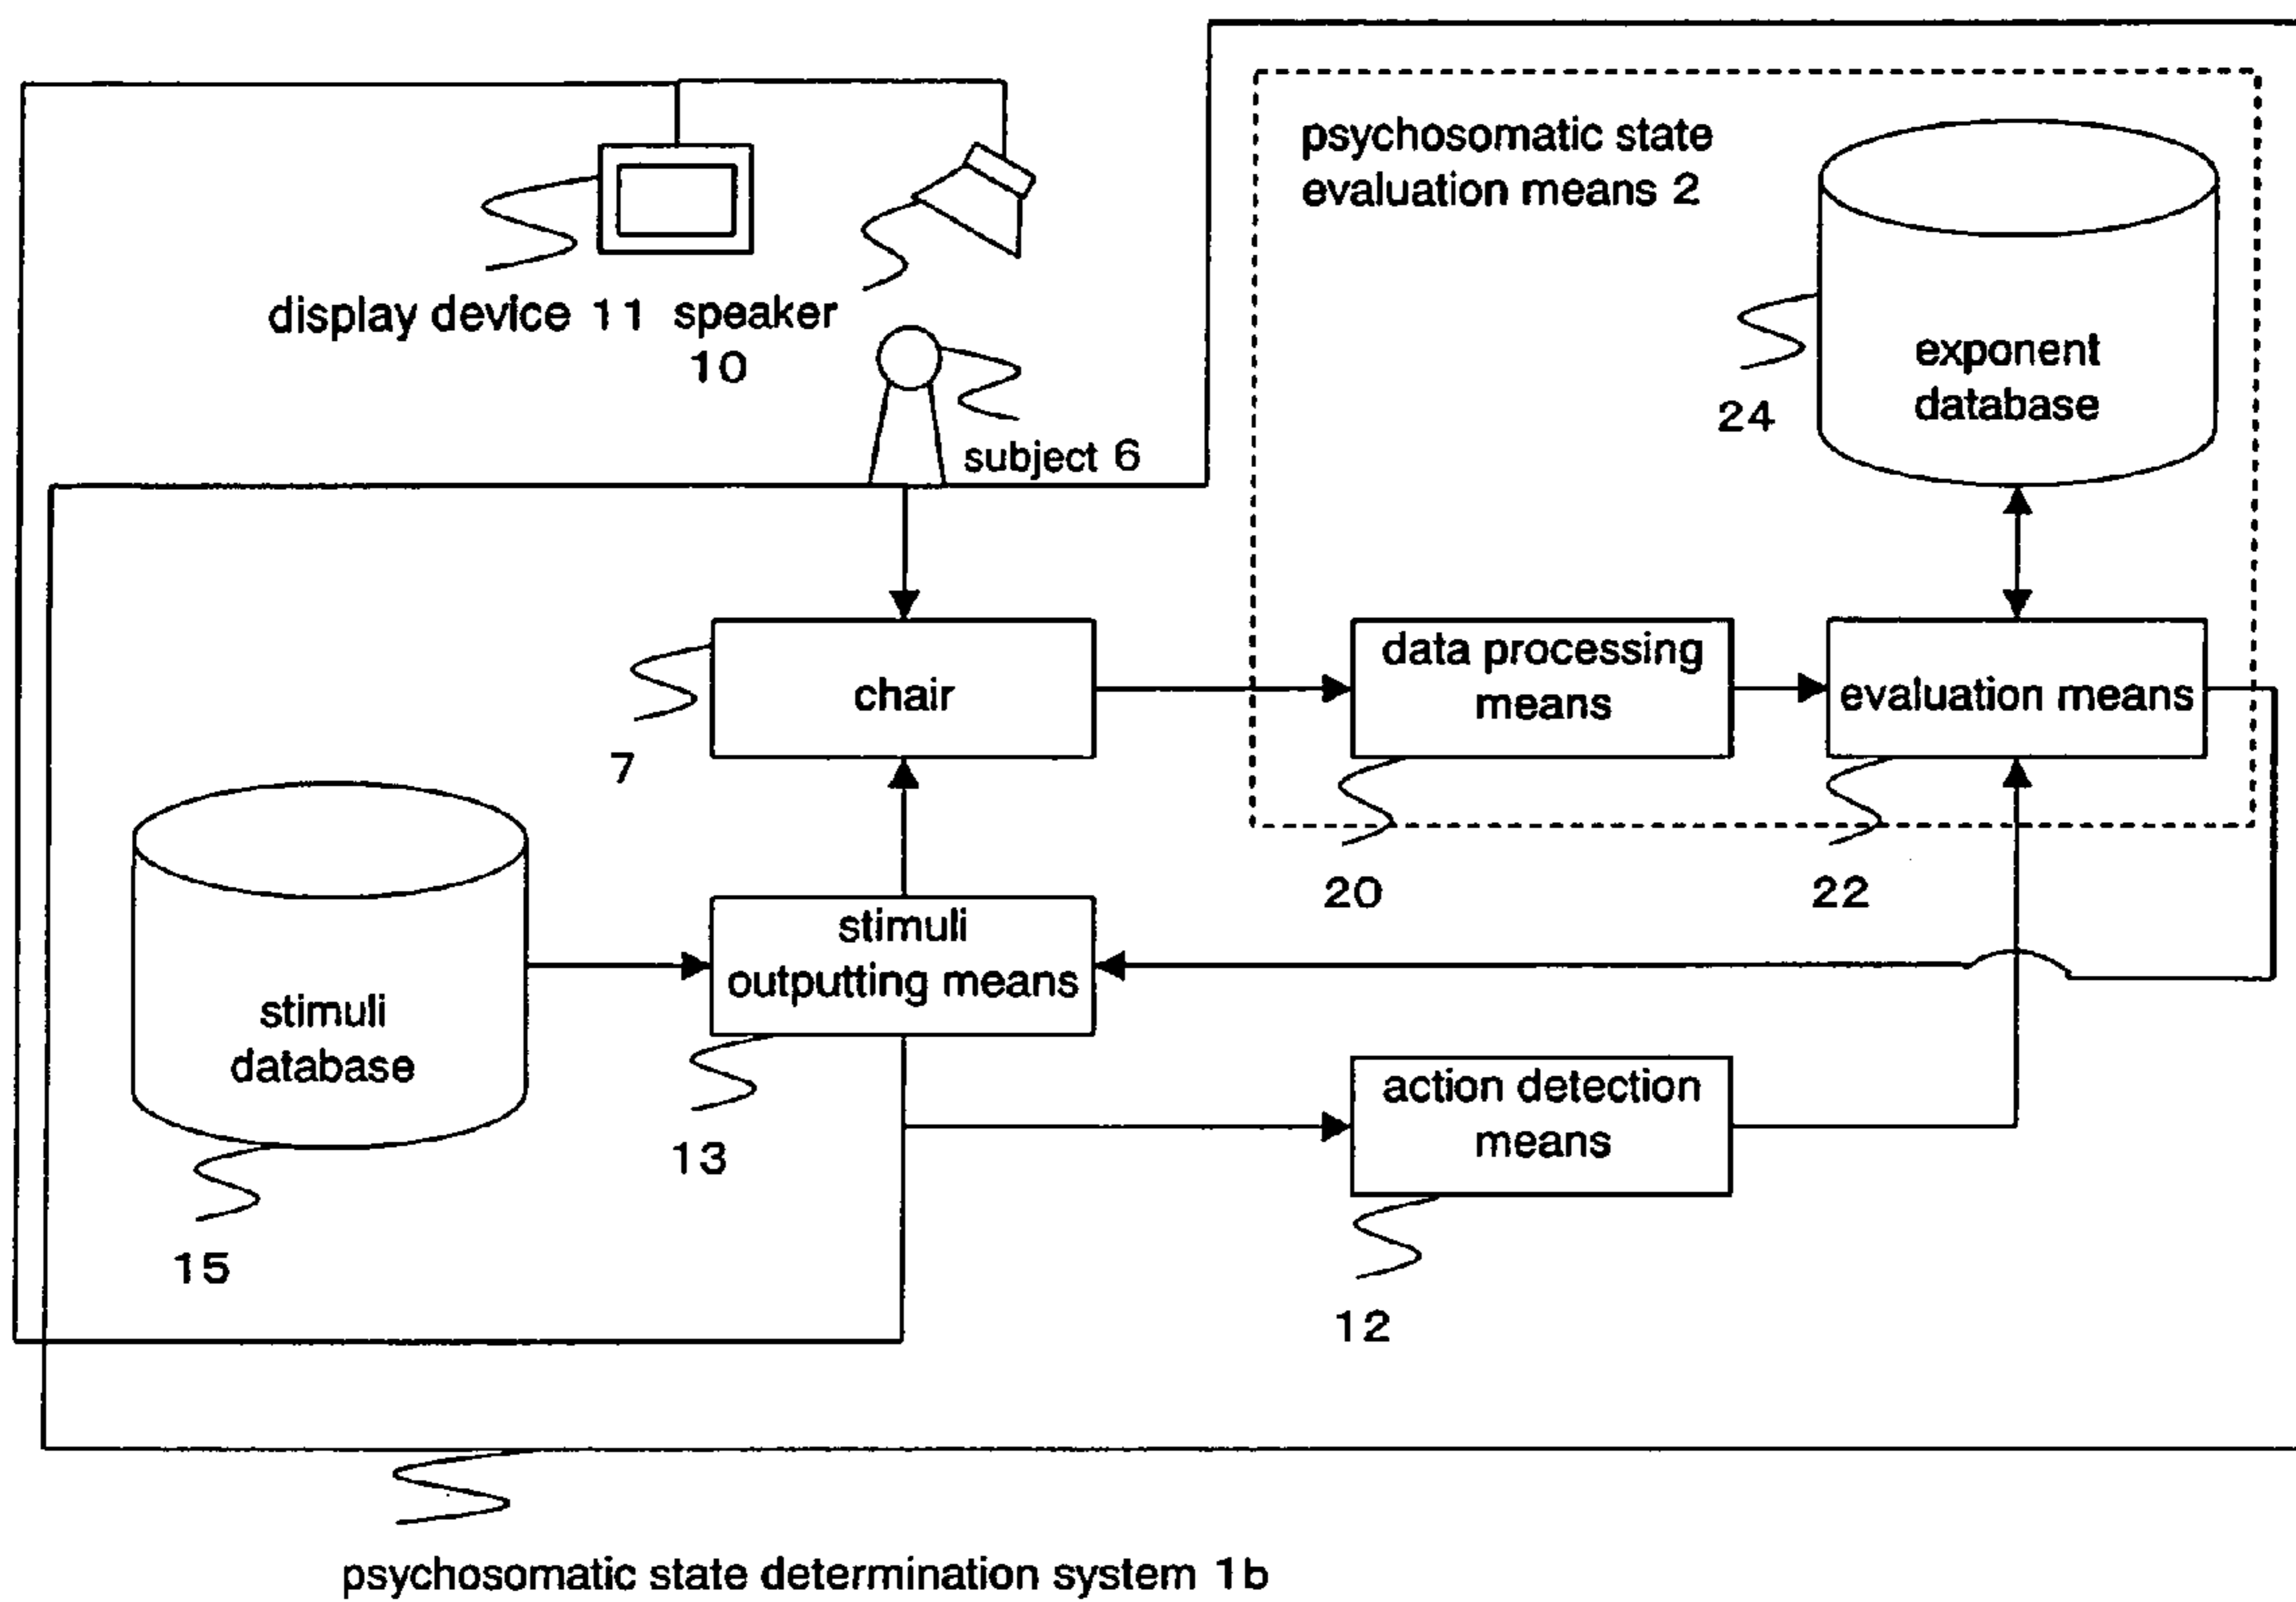 psychosomatic state
evaluation means 2
display device 11 speaker
10
exponent
database
24
subject 6
data processing
means
chair
evaluation means
7
20
22
stimuli
outputting means
stimuli
database
action detection
means
13
15
12
psychosomatic state determination system 1b